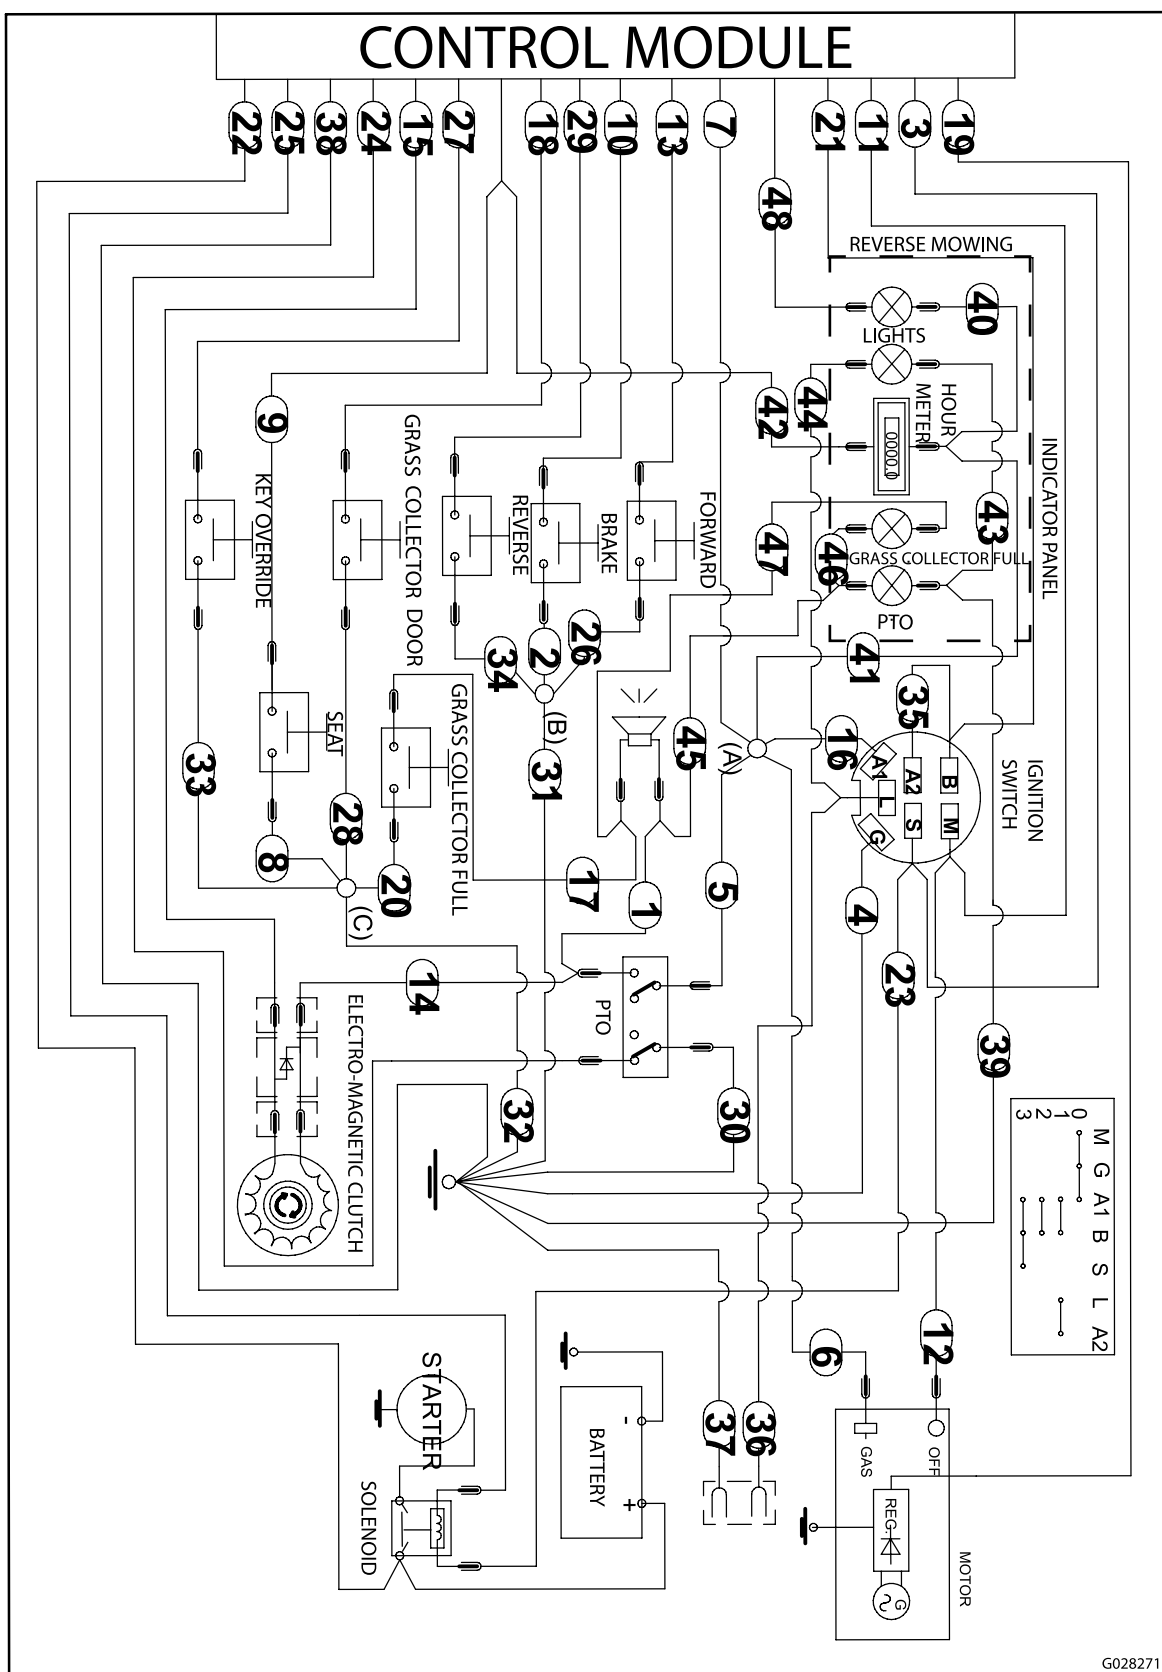 CONTROL MODULE
22
25
38
24
15
27
18
29
10
13
7
21
11
3
19
48
REVERSE MOWING
40
LIGHTS
9
42
44
HOUR
METER
0000.0
INDICATOR PANEL
GRASS COLLECTOR DOOR
KEY OVERRIDE
REVERSE
BRAKE
FORWARD
47
46
43
GRASS COLLECTOR FULL
PTO
34
2
26
41
35
SEAT
GRASS COLLECTOR FULL
(B)
(A)
45
16
A1
A2
B
L
S
M
G
IGNITION
SWITCH
33
31
28
8
20
(C)
17
1
5
4
23
14
PTO
39
ELECTRO-MAGNETIC CLUTCH
32
30
M G A1 B S L A2
0
1
2
3
6
12
STARTER
SOLENOID
BATTERY
-
+
37
36
GAS
OFF
REG.
G
MOTOR
G028271